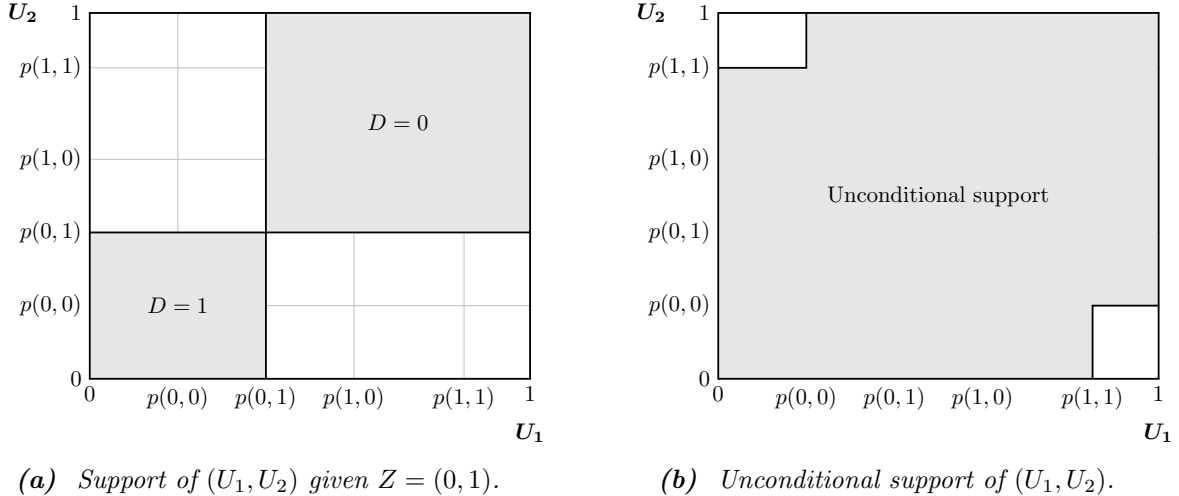 U₂
1
p(1, 1)
p(1, 0)
p(0, 1)
p(0, 0)
0
D = 0
D = 1
0
p(0, 0)
p(0, 1)
p(1, 0)
p(1, 1)
1
U₁
(a) Support of (U₁, U₂) given Z = (0, 1).
U₂
1
p(1, 1)
p(1, 0)
p(0, 1)
p(0, 0)
0
Unconditional support
0
p(0, 0)
p(0, 1)
p(1, 0)
p(1, 1)
1
U₁
(b) Unconditional support of (U₁, U₂).